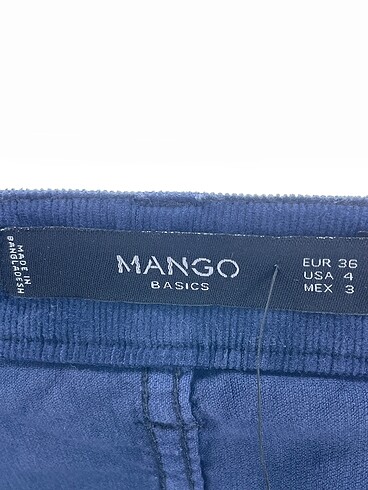 MADE IN
BANGLADESH
MANGO
BASICS
EUR 36
USA 4
MEX 3